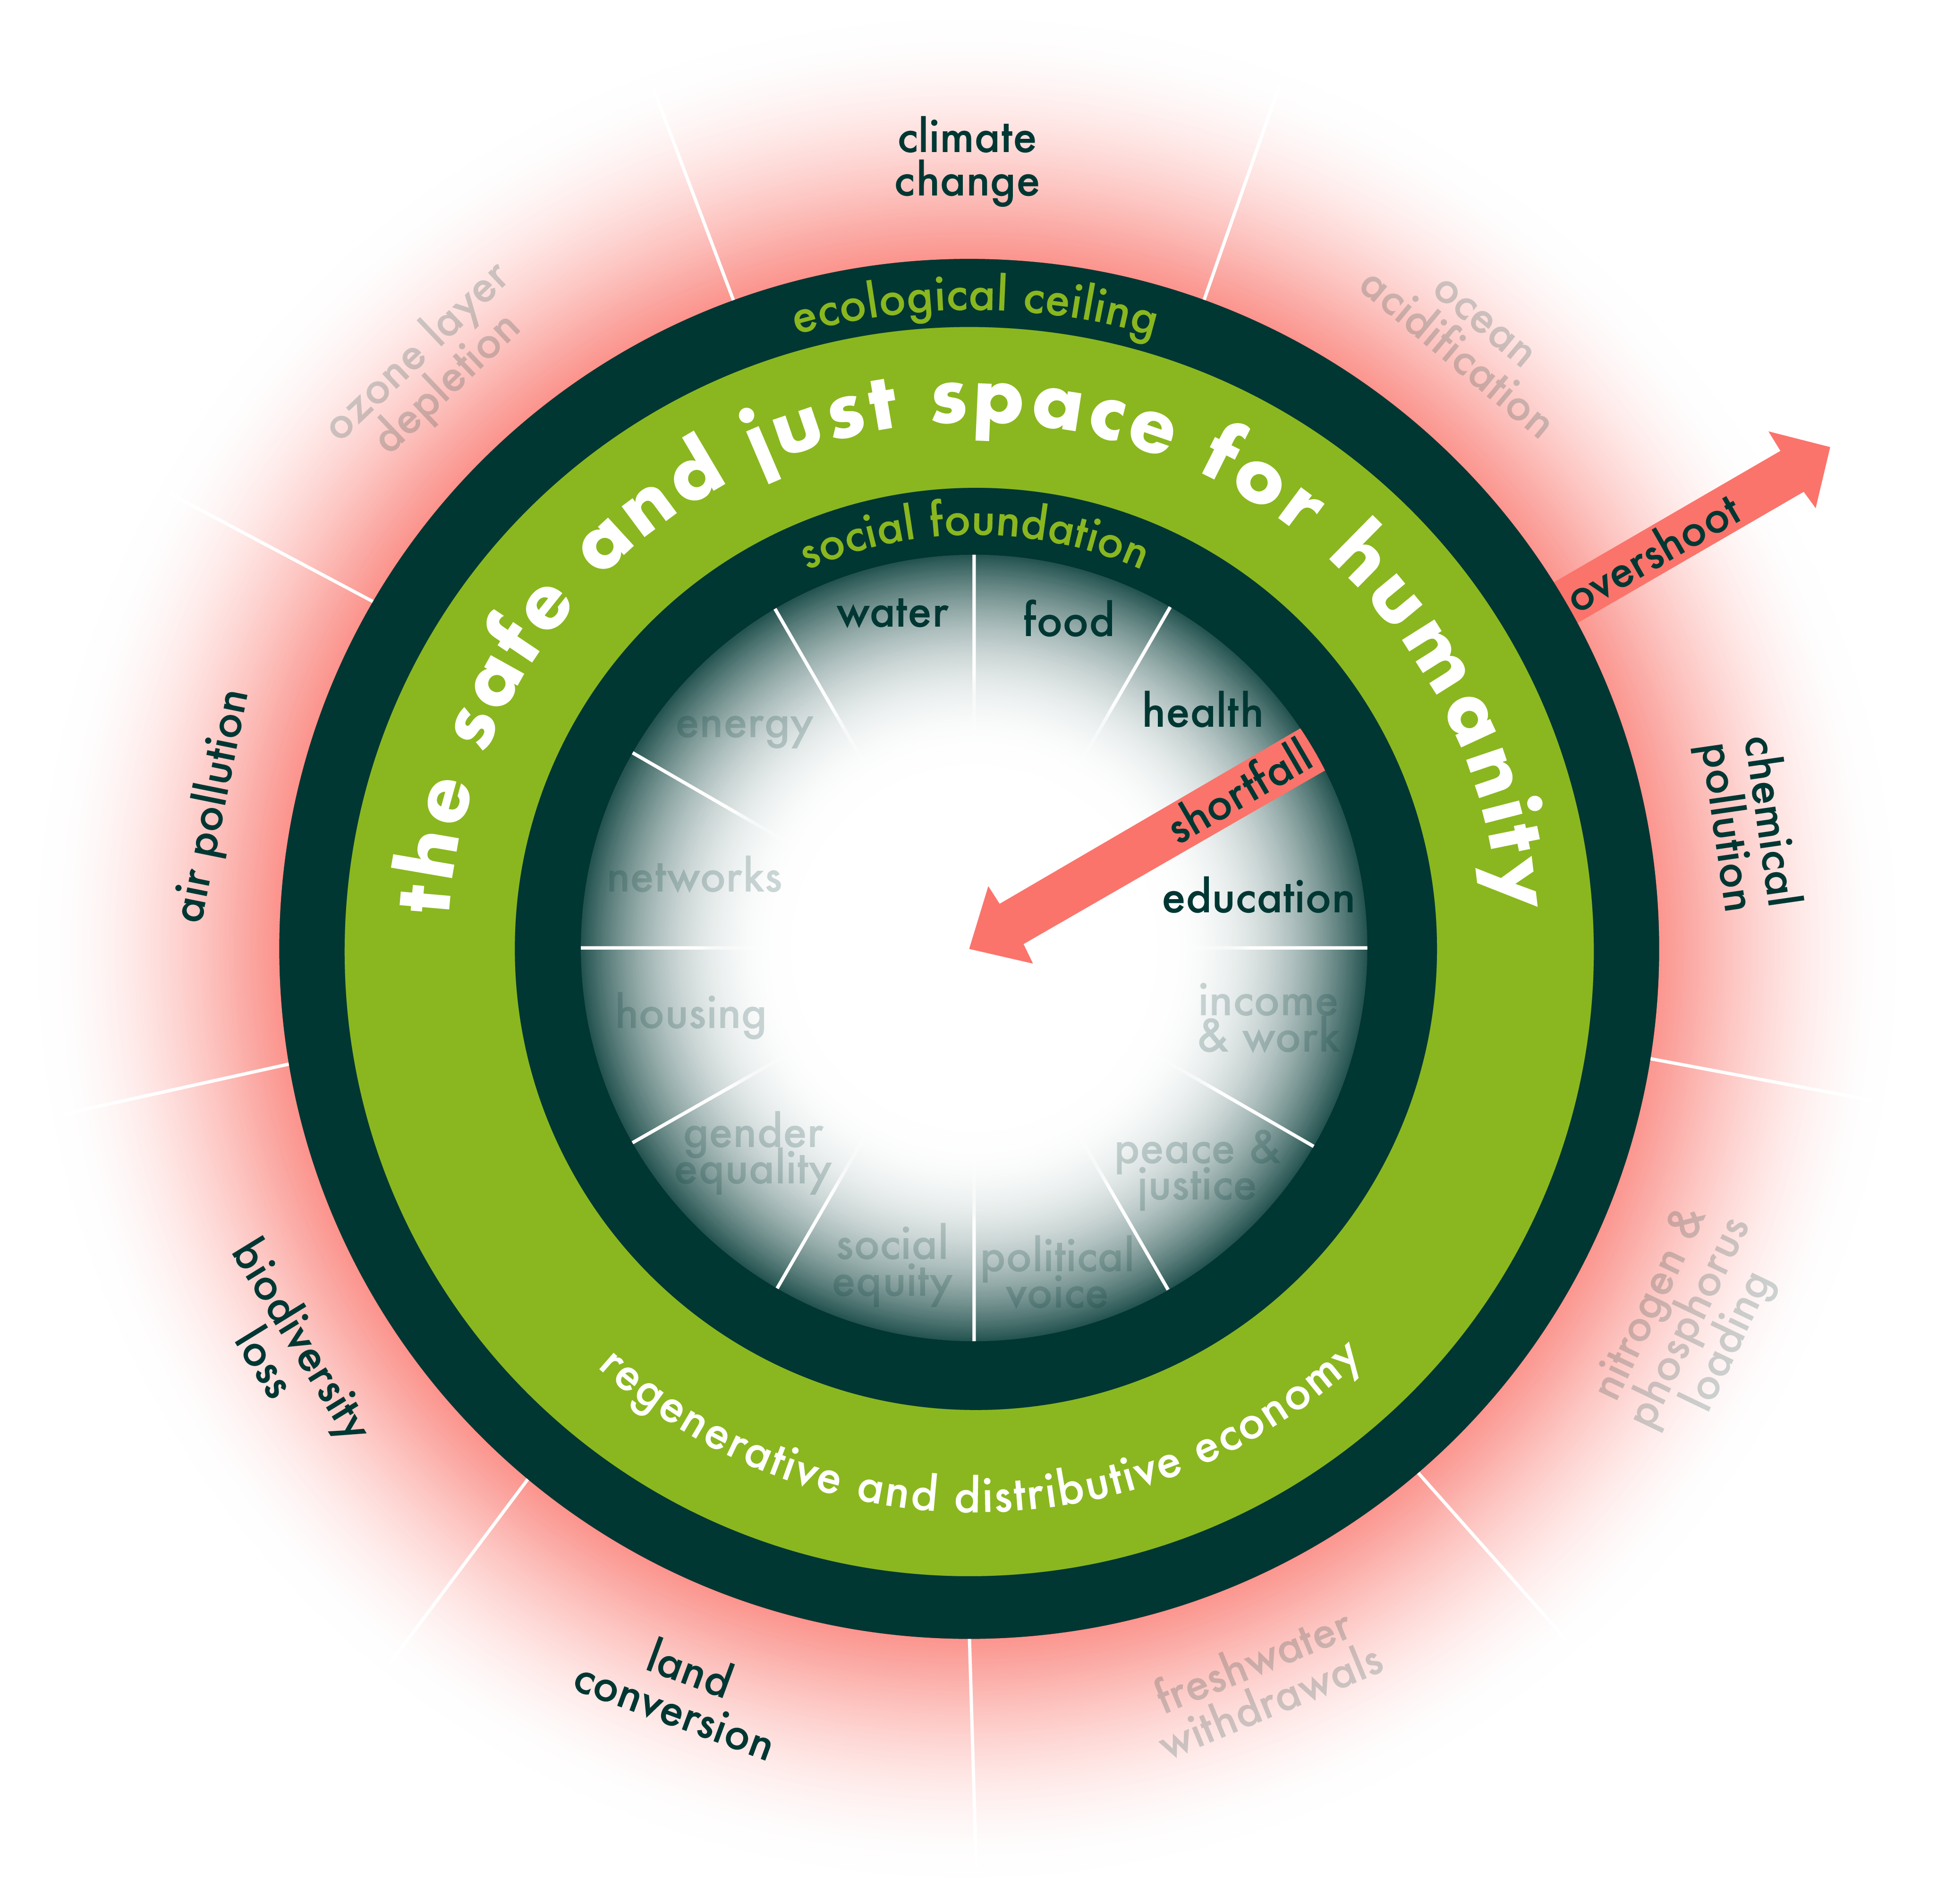 climate
change
ocean
acidification
overshoot
chemical
pollution
nitrogen &
phosphorus
loading
freshwater
withdrawals
land
conversion
biodiversity
loss
air pollution
ozone layer
depletion
ecological ceiling
the safe and just space for humanity
social foundation
water
food
health
shortfall
education
income
& work
peace &
justice
political
voice
social
equity
gender
equality
housing
networks
energy
regenerative and distributive economy